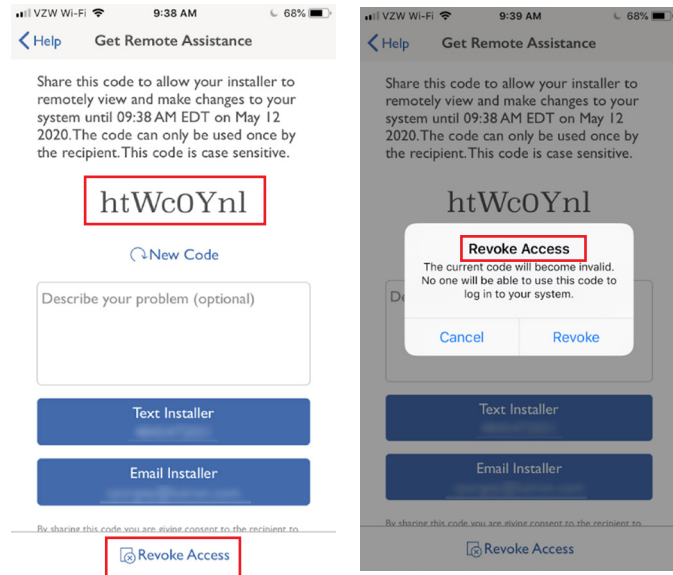 VZW Wi-Fi 9:38 AM 68%
Help Get Remote Assistance
Share this code to allow your installer to
remotely view and make changes to your
system until 09:38 AM EDT on May 12
2020.The code can only be used once by
the recipient.This code is case sensitive.
htWc0Ynl
New Code
Describe your problem (optional)
Text Installer
Email Installer
By sharing this code you are giving consent to the recipient to
Revoke Access
VZW Wi-Fi 9:39 AM 68%
Help Get Remote Assistance
Share this code to allow your installer to
remotely view and make changes to your
system until 09:38 AM EDT on May 12
2020.The code can only be used once by
the recipient.This code is case sensitive.
htWc0Ynl
Revoke Access
The current code will become invalid.
No one will be able to use this code to
log in to your system.
Cancel Revoke
Text Installer
Email Installer
By sharing this code you are giving consent to the recipient to
Revoke Access